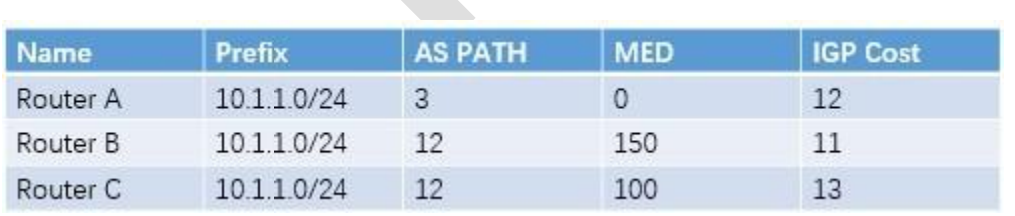 Name Prefix AS PATH MED IGP Cost
Router A 10.1.1.0/24 3 0 12
Router B 10.1.1.0/24 12 150 11
Router C 10.1.1.0/24 12 100 13